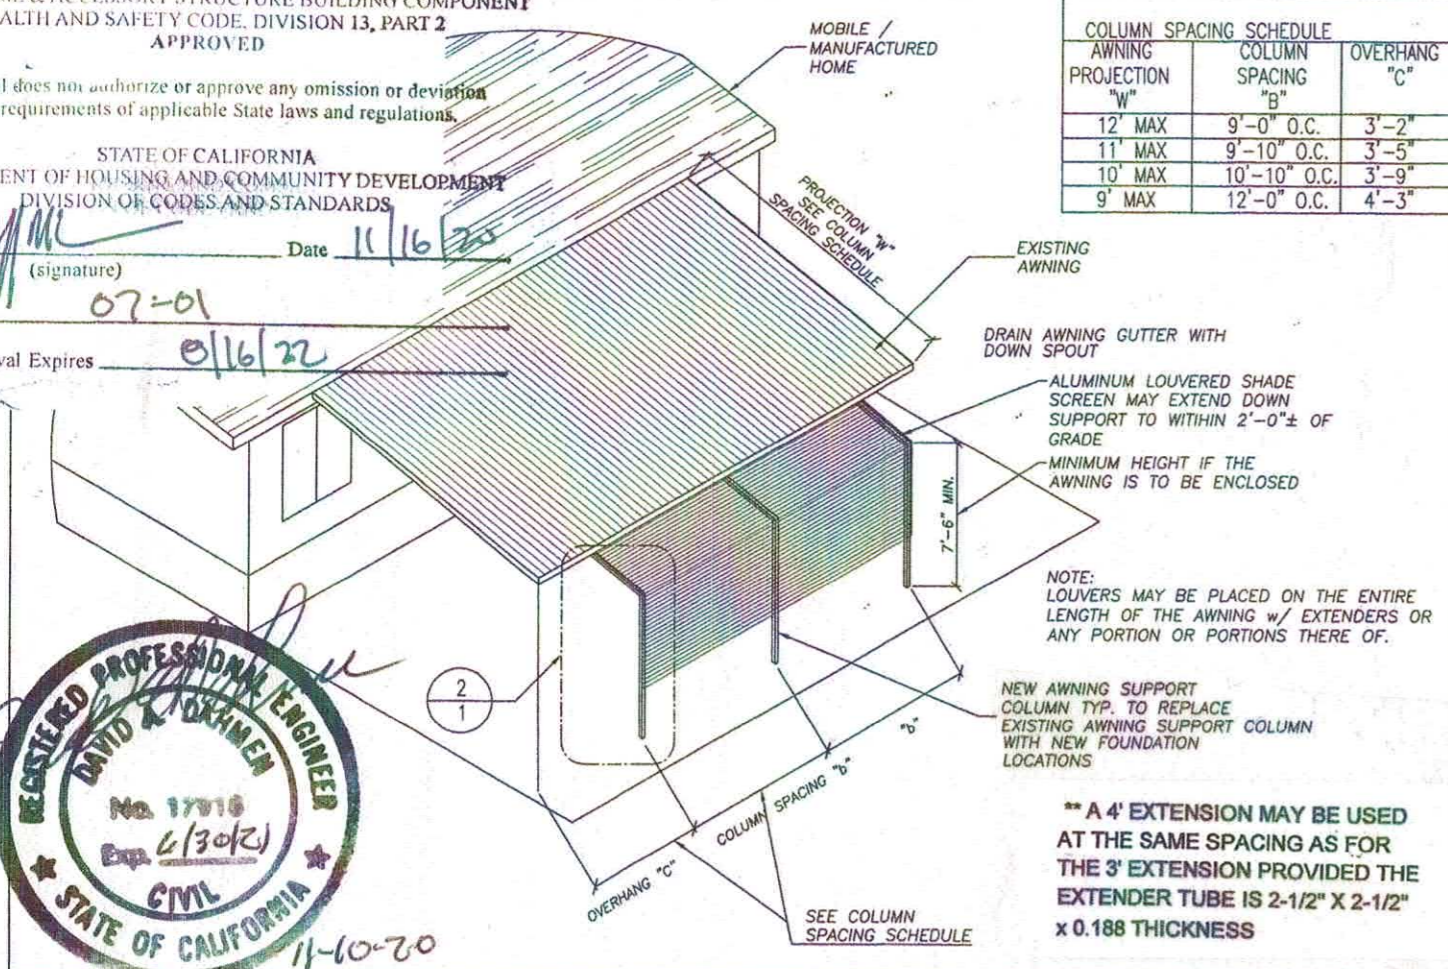 ACCESSORY STRUCTURE BUILDING COMPONENT
ALTH AND SAFETY CODE, DIVISION 13, PART 2
APPROVED
l does not authorize or approve any omission or deviation
requirements of applicable State laws and regulations.
STATE OF CALIFORNIA
ENT OF HOUSING AND COMMUNITY DEVELOPMENT
DIVISION OF CODES AND STANDARDS
Date 11/16/20
(signature)
07-01
val Expires 8/16/22
MOBILE /
MANUFACTURED
HOME
COLUMN SPACING SCHEDULE
AWNING PROJECTION "W" COLUMN SPACING "B" OVERHANG "C"
12' MAX 9'-0" O.C. 3'-2"
11' MAX 9'-10" O.C. 3'-5"
10' MAX 10'-10" O.C. 3'-9"
9' MAX 12'-0" O.C. 4'-3"
PROJECTION "W"
SEE COLUMN
SPACING SCHEDULE
EXISTING
AWNING
DRAIN AWNING GUTTER WITH
DOWN SPOUT
ALUMINUM LOUVERED SHADE
SCREEN MAY EXTEND DOWN
SUPPORT TO WITIHIN 2'-0"± OF
GRADE
MINIMUM HEIGHT IF THE
AWNING IS TO BE ENCLOSED
7'-6" MIN.
NOTE:
LOUVERS MAY BE PLACED ON THE ENTIRE
LENGTH OF THE AWNING w/ EXTENDERS OR
ANY PORTION OR PORTIONS THERE OF.
2
1
NEW AWNING SUPPORT
COLUMN TYP. TO REPLACE
EXISTING AWNING SUPPORT COLUMN
WITH NEW FOUNDATION
LOCATIONS
"b"
COLUMN SPACING "b"
OVERHANG "C"
SEE COLUMN
SPACING SCHEDULE
** A 4' EXTENSION MAY BE USED
AT THE SAME SPACING AS FOR
THE 3' EXTENSION PROVIDED THE
EXTENDER TUBE IS 2-1/2" X 2-1/2"
x 0.188 THICKNESS
REGISTERED PROFESSIONAL ENGINEER
DAVID A. DAHMEN
No.
Exp. 6/30/21
CIVIL
STATE OF CALIFORNIA
11-10-20